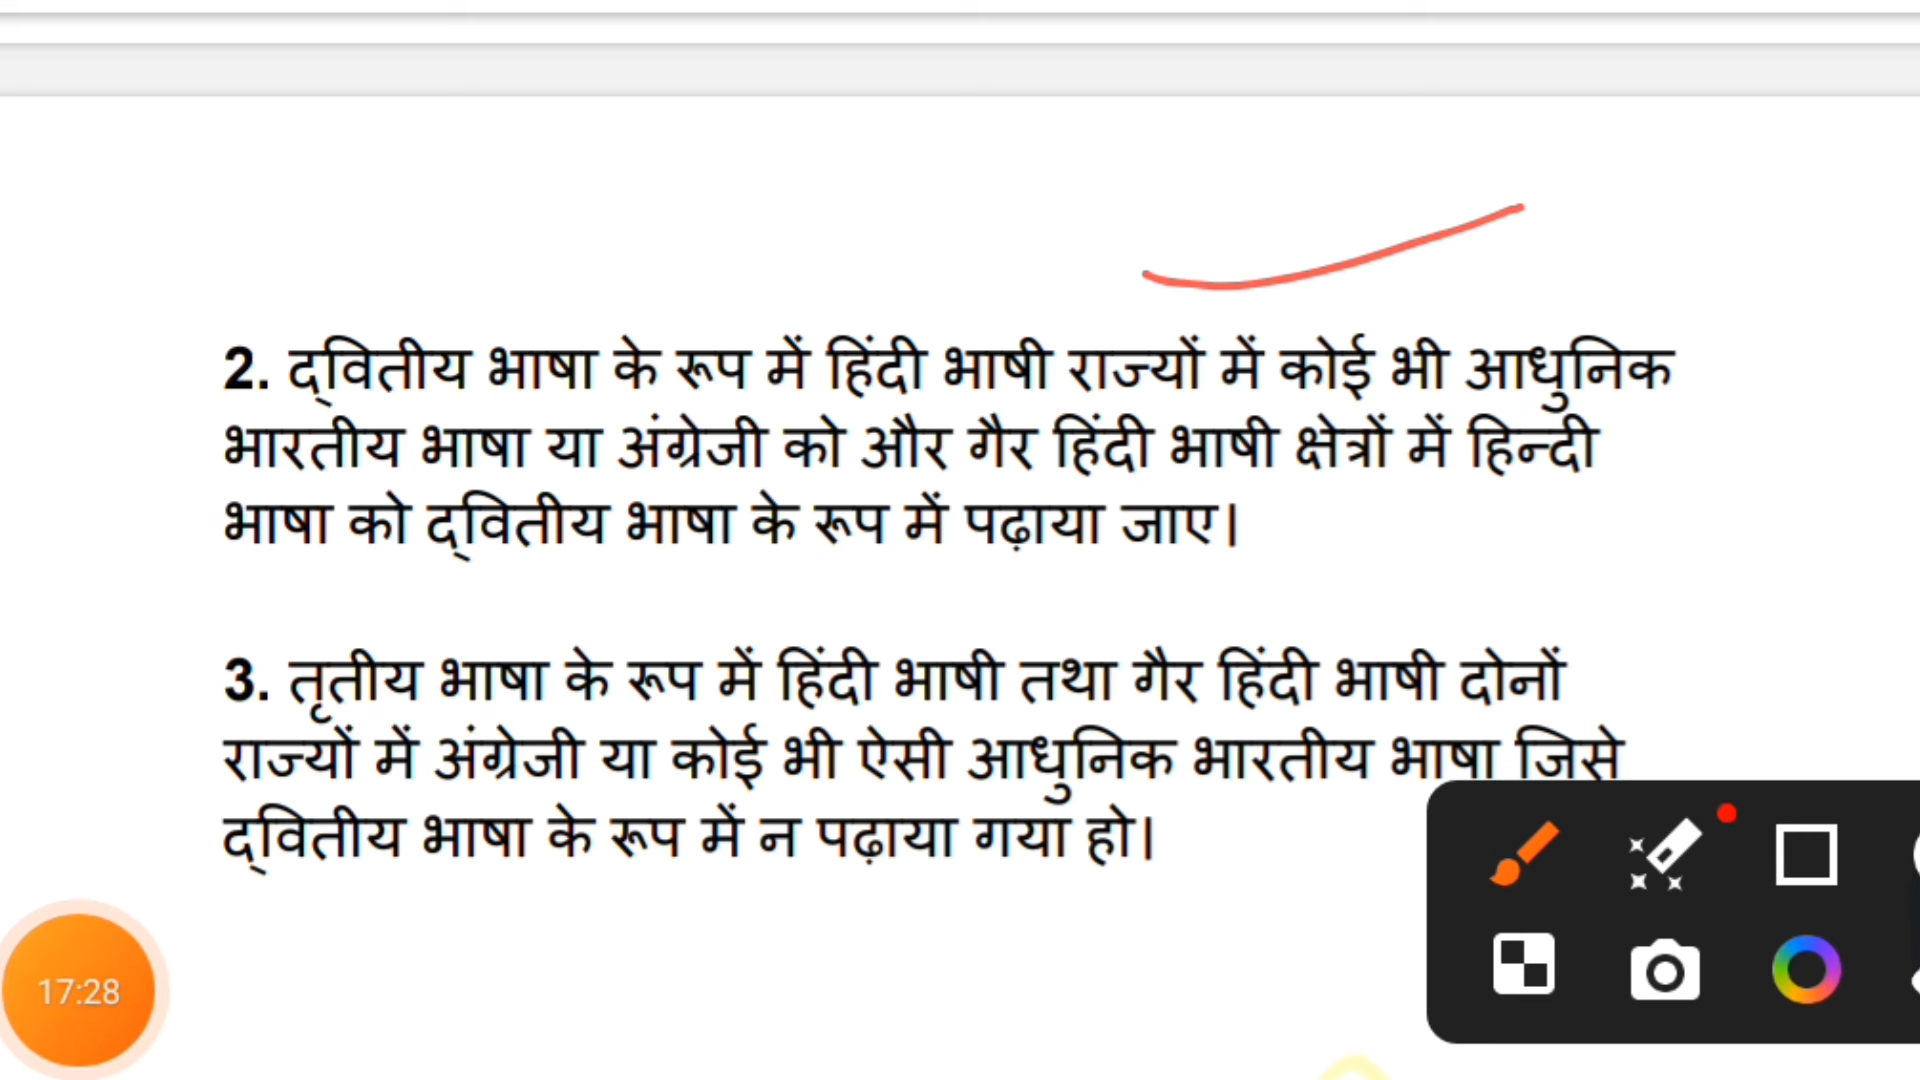 2. द्वितीय भाषा के रूप में हिंदी भाषी राज्यों में कोई भी आधुनिक
भारतीय भाषा या अंग्रेजी को और गैर हिंदी भाषी क्षेत्रों में हिन्दी
भाषा को द्वितीय भाषा के रूप में पढ़ाया जाए।
3. तृतीय भाषा के रूप में हिंदी भाषी तथा गैर हिंदी भाषी दोनों
राज्यों में अंग्रेजी या कोई भी ऐसी आधुनिक भारतीय भाषा जिसे
द्वितीय भाषा के रूप में न पढ़ाया गया हो।
17:28